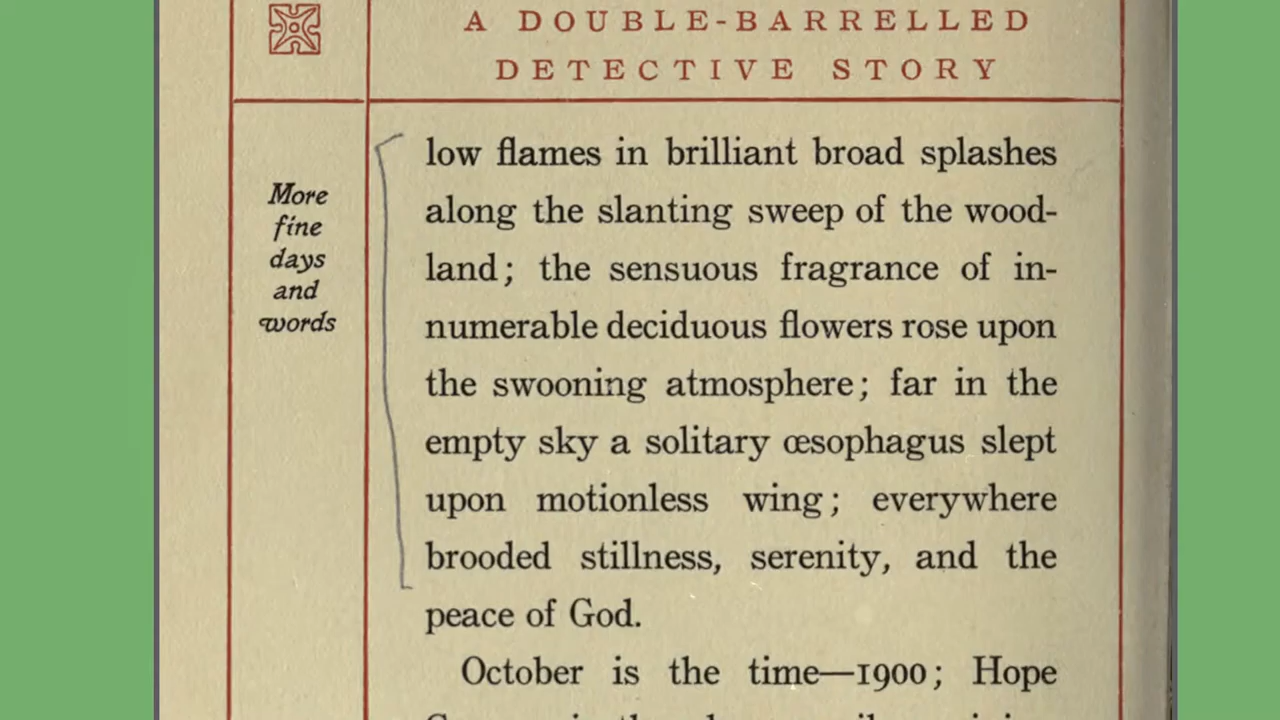 A DOUBLE-BARRELLED
DETECTIVE STORY
More
fine
days
and
words
low flames in brilliant broad splashes
along the slanting sweep of the wood-
land; the sensuous fragrance of in-
numerable deciduous flowers rose upon
the swooning atmosphere; far in the
empty sky a solitary œsophagus slept
upon motionless wing; everywhere
brooded stillness, serenity, and the
peace of God.
October is the time—1900; Hope